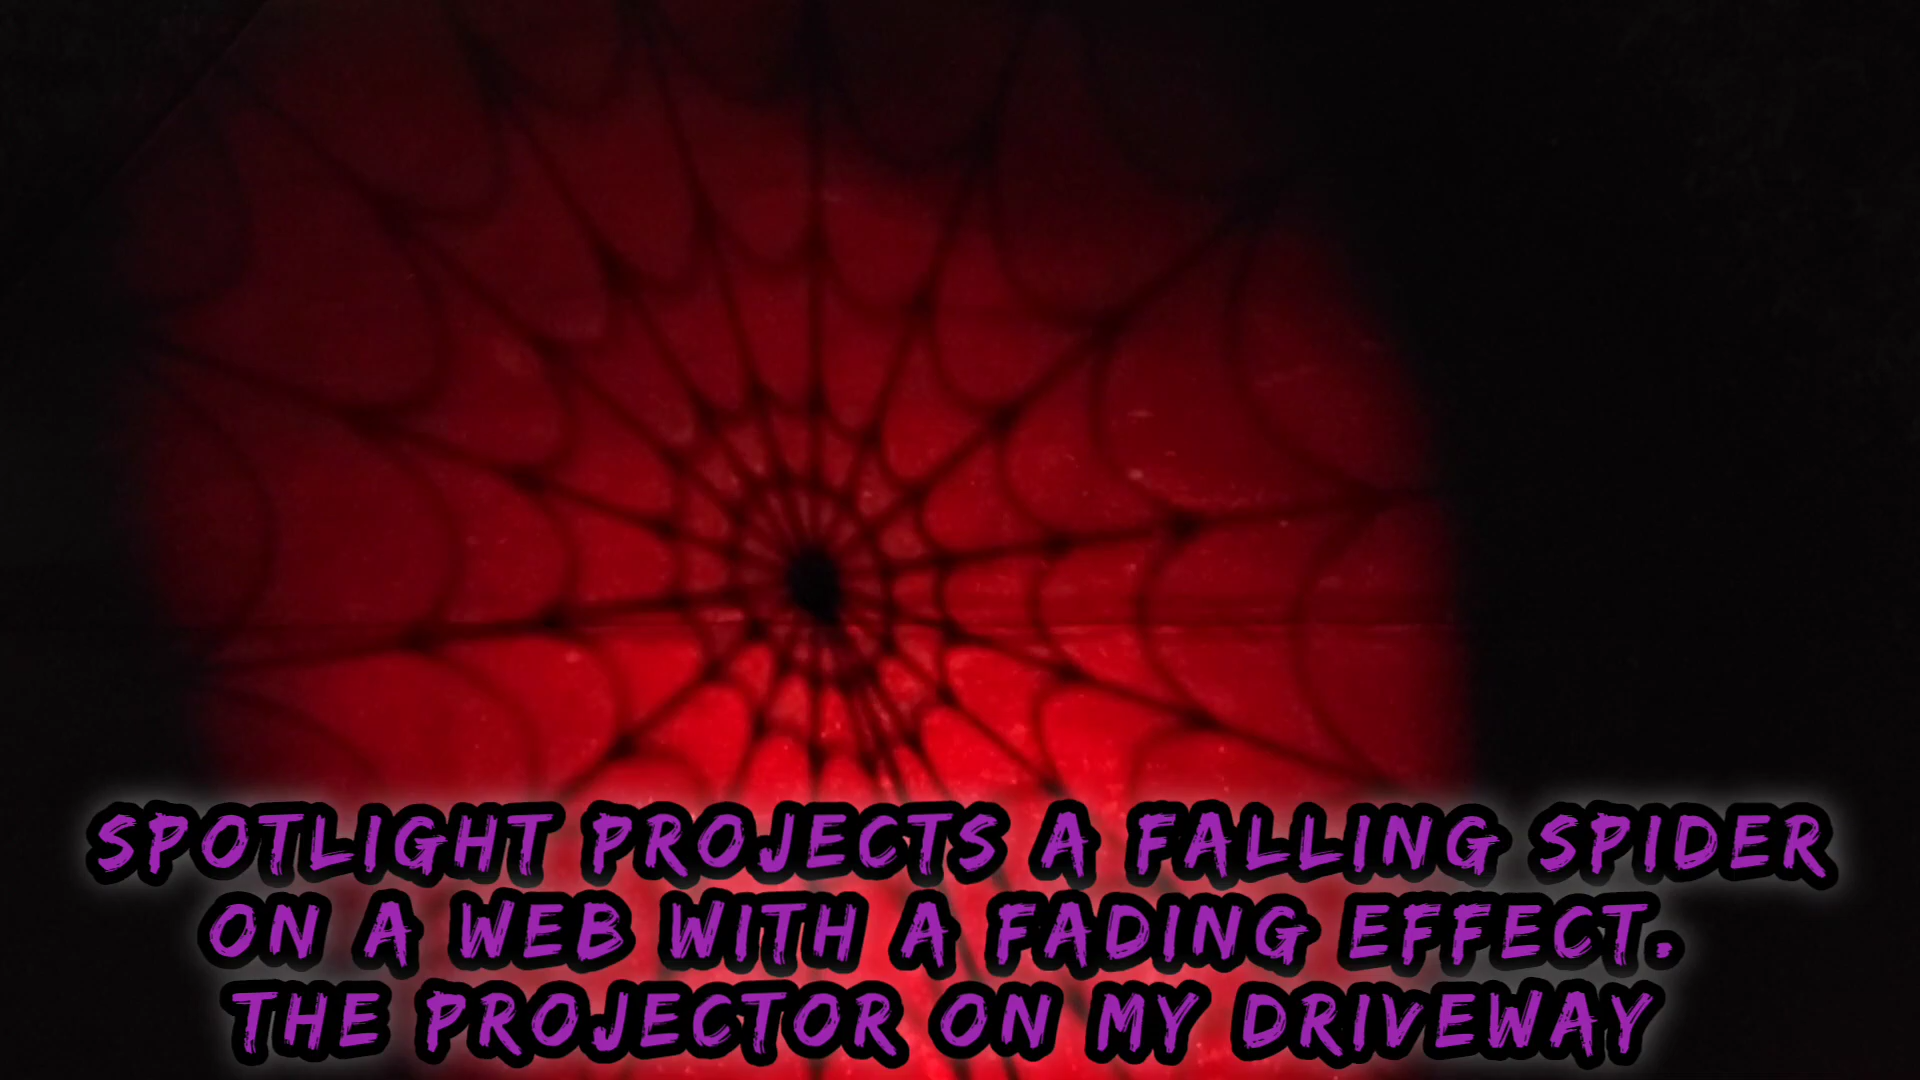 SPOTLIGHT PROJECTS A FALLING SPIDER
ON A WEB WITH A FADING EFFECT.
THE PROJECTOR ON MY DRIVEWAY